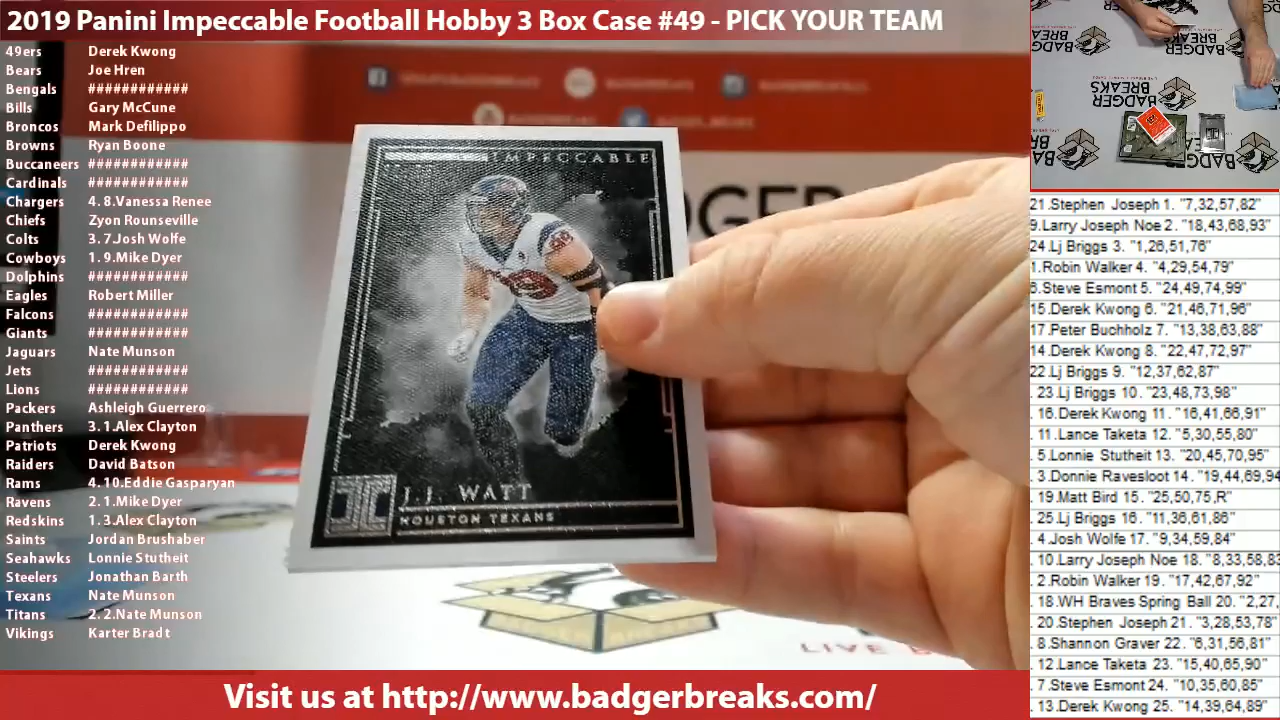 2019 Panini Impeccable Football Hobby 3 Box Case #49 - PICK YOUR TEAM
49ers Derek Kwong
Bears Joe Hren
Bengals ############
Bills Gary McCune
Broncos Mark Defilippo
Browns Ryan Boone
Buccaneers ############
Cardinals ############
Chargers 4. 8.Vanessa Renee
Chiefs Zyon Rounseville
Colts 3. 7.Josh Wolfe
Cowboys 1. 9.Mike Dyer
Dolphins ############
Eagles Robert Miller
Falcons ############
Giants ############
Jaguars Nate Munson
Jets ############
Lions ############
Packers Ashleigh Guerrero
Panthers 3. 1.Alex Clayton
Patriots Derek Kwong
Raiders David Batson
Rams 4. 10.Eddie Gasparyan
Ravens 2. 1.Mike Dyer
Redskins 1. 3.Alex Clayton
Saints Jordan Brushaber
Seahawks Lonnie Stutheit
Steelers Jonathan Barth
Texans Nate Munson
Titans 2. 2.Nate Munson
Vikings Karter Bradt
IMPECCABLE
J.J. WATT
HOUSTON TEXANS
LIVE
BADGER
BREAKS
21.Stephen Joseph 1. "7,32,57,82"
9.Larry Joseph Noe 2. "18,43,68,93"
24.Lj Briggs 3. "1,26,51,76"
1.Robin Walker 4. "4,29,54,79"
6.Steve Esmont 5. "24,49,74,99"
15.Derek Kwong 6. "21,46,71,96"
17.Peter Buchholz 7. "13,38,63,88"
14.Derek Kwong 8. "22,47,72,97"
22.Lj Briggs 9. "12,37,62,87"
23.Lj Briggs 10. "23,48,73,98"
16.Derek Kwong 11. "16,41,66,91"
11.Lance Taketa 12. "5,30,55,80"
5.Lonnie Stutheit 13. "20,45,70,95"
3.Donnie Ravesloot 14. "19,44,69,94
19.Matt Bird 15. "25,50,75,R"
25.Lj Briggs 16. "11,36,61,86"
4.Josh Wolfe 17. "9,34,59,84"
10.Larry Joseph Noe 18. "8,33,58,83
2.Robin Walker 19. "17,42,67,92"
18.WH Braves Spring Ball 20. "2,27,
20.Stephen Joseph 21. "3,28,53,78"
8.Shannon Graver 22. "6,31,56,81"
12.Lance Taketa 23. "15,40,65,90"
7.Steve Esmont 24. "10,35,60,85"
13.Derek Kwong 25. "14,39,64,89"
Visit us at http://www.badgerbreaks.com/